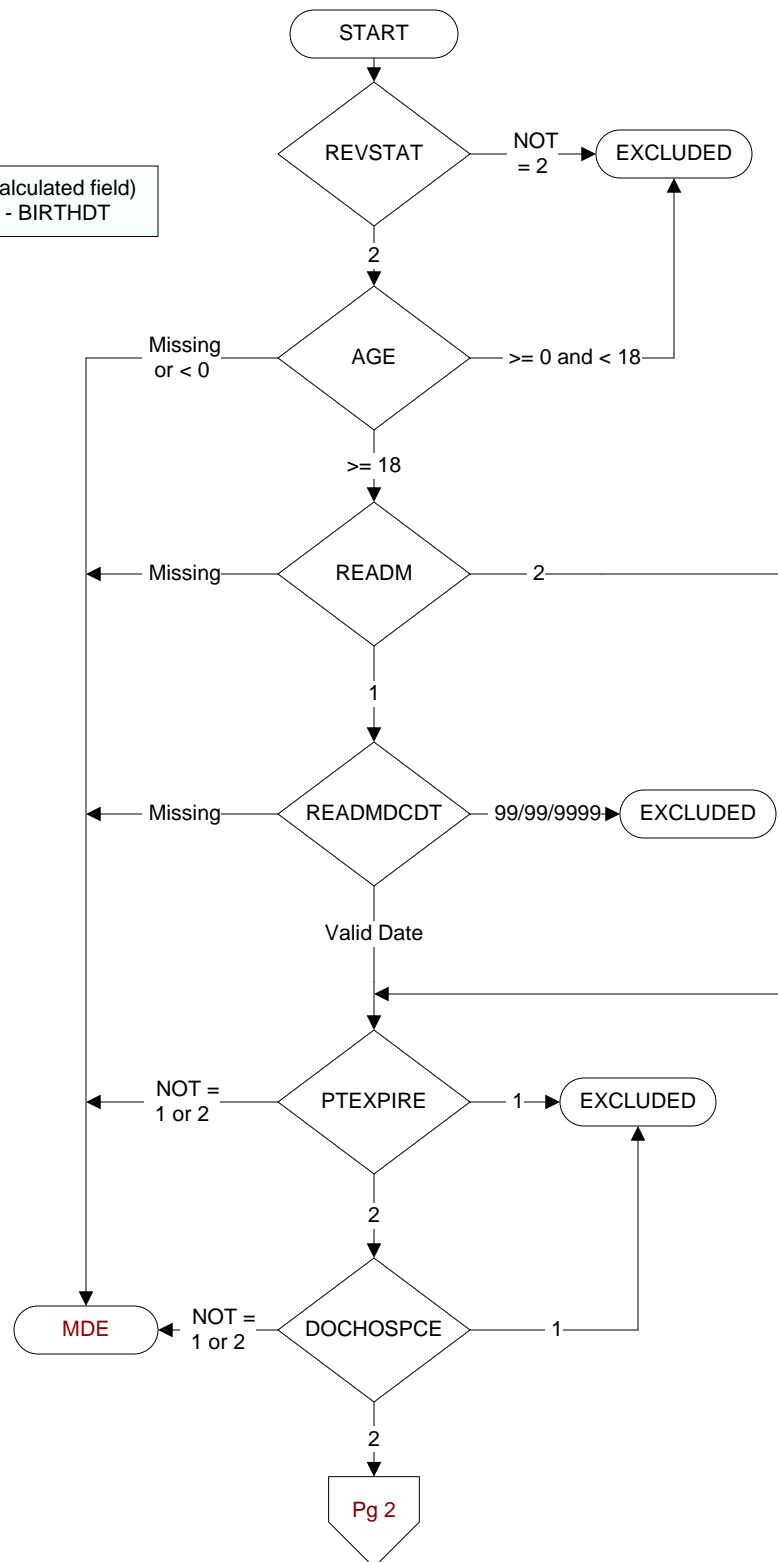 START
REVSTAT
NOT
= 2
EXCLUDED
alculated field)
- BIRTHDT
2
Missing
or < 0
AGE
>= 0 and < 18
>= 18
Missing
READM
2
1
Missing
READMDCDT
99/99/9999
EXCLUDED
Valid Date
NOT =
1 or 2
PTEXPIRE
1
EXCLUDED
2
MDE
NOT =
1 or 2
DOCHOSPCE
1
2
Pg 2